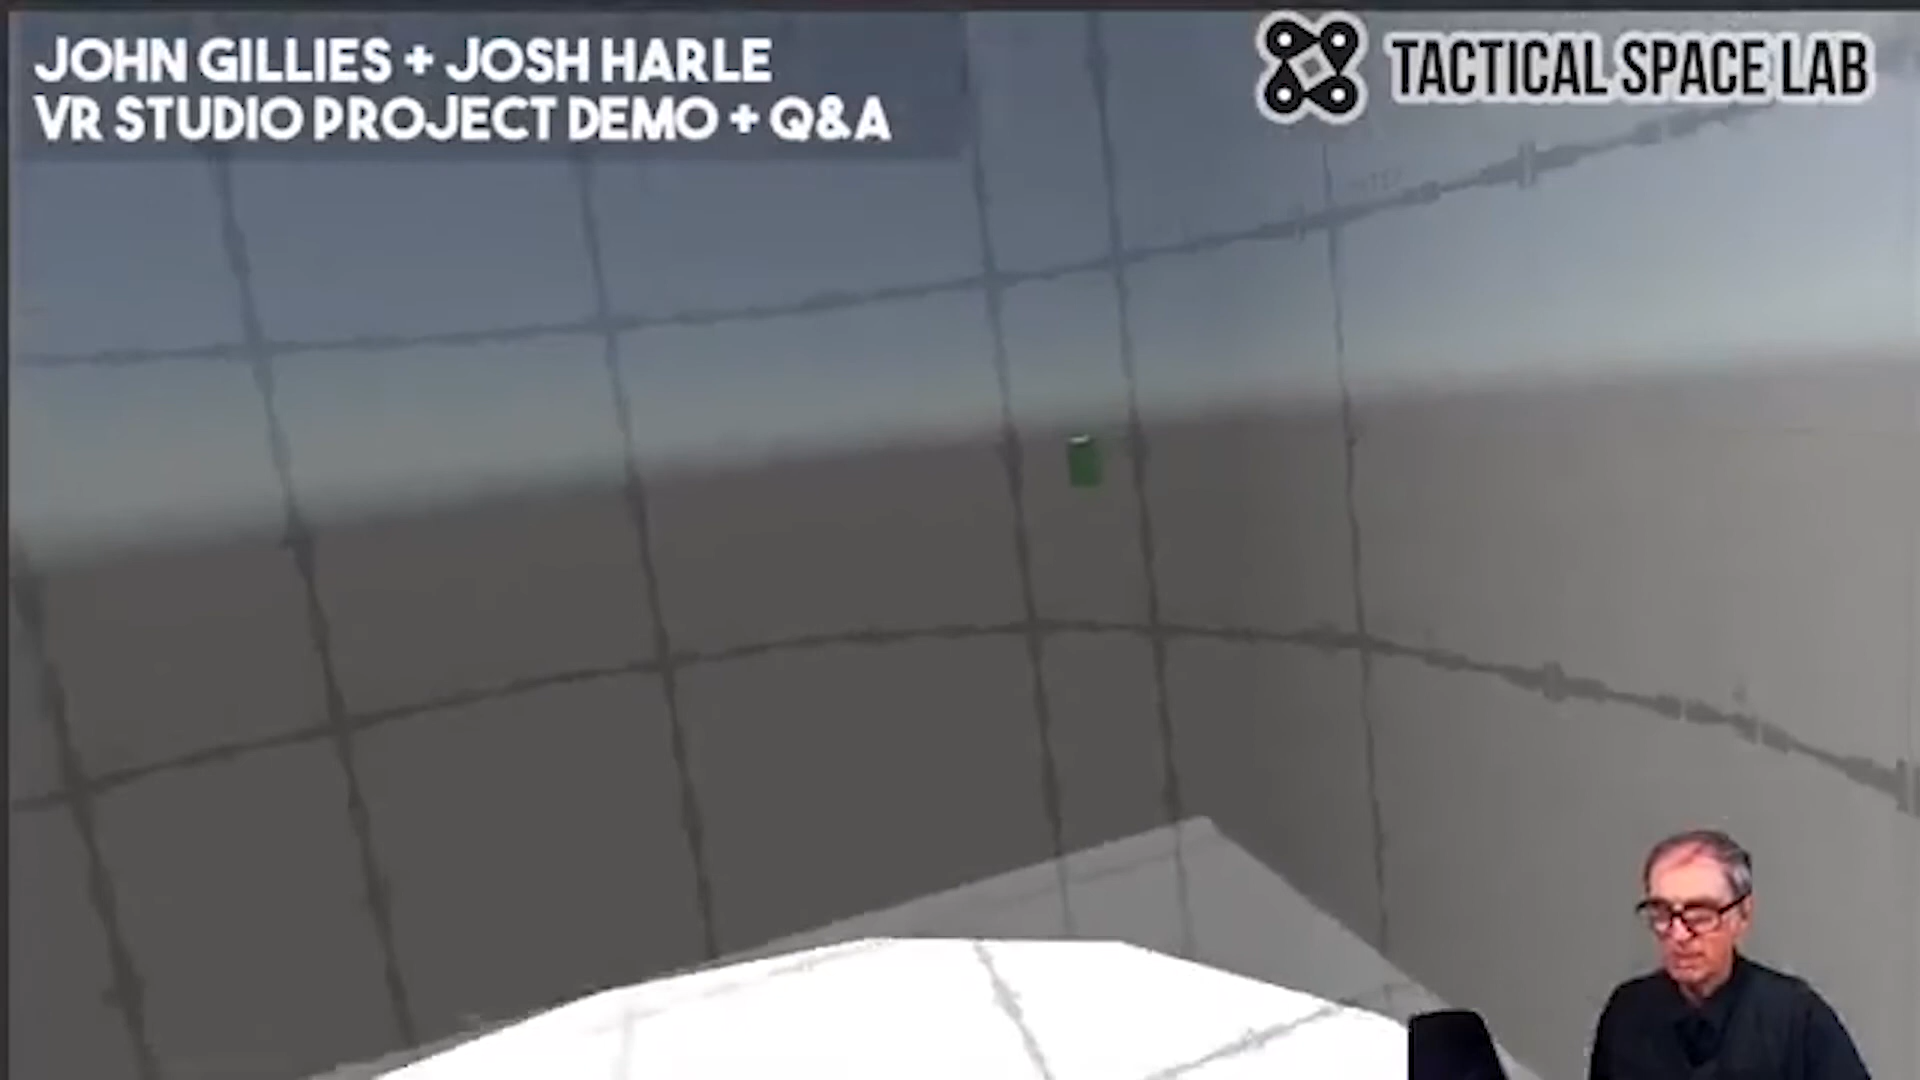 JOHN GILLIES + JOSH HARLE
VR STUDIO PROJECT DEMO + Q&A
TACTICAL SPACE LAB